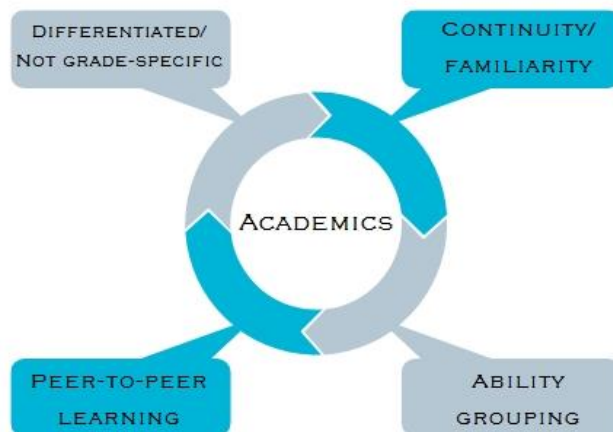 Differentiated/
Not grade-specific
Continuity/
familiarity
Academics
Peer-to-peer
learning
Ability
grouping